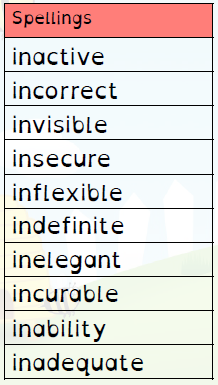 Spellings
inactive
incorrect
invisible
insecure
inflexible
indefinite
inelegant
incurable
inability
inadequate